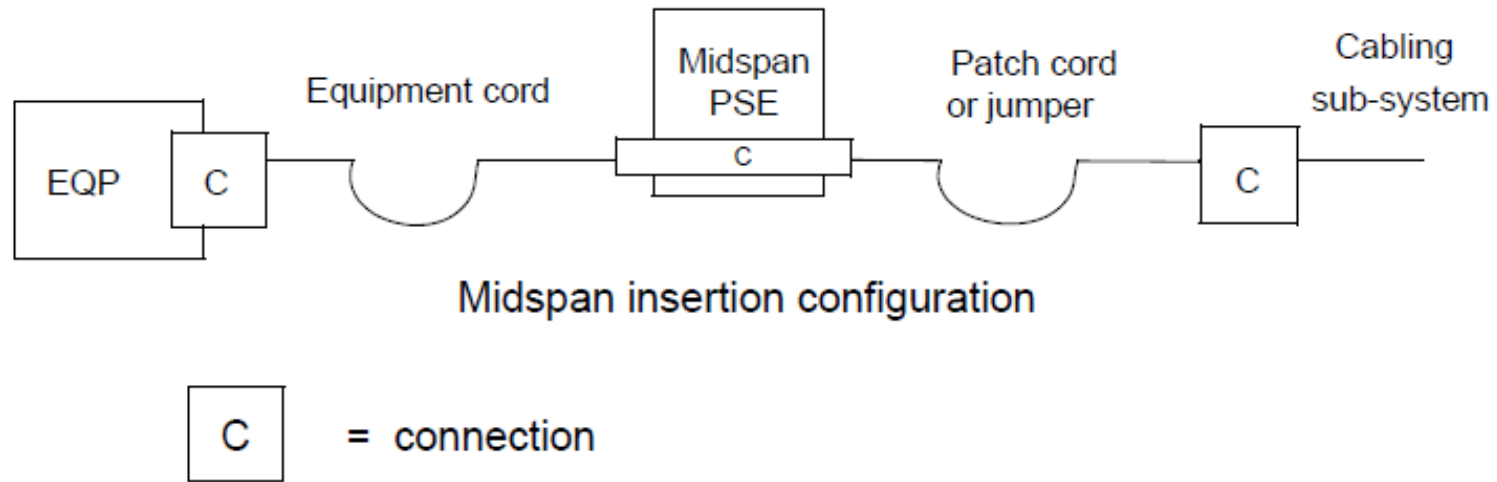 Equipment cord
Midspan
PSE
Patch cord
or jumper
Cabling
sub-system
EQP
C
C
C
Midspan insertion configuration
C
= connection